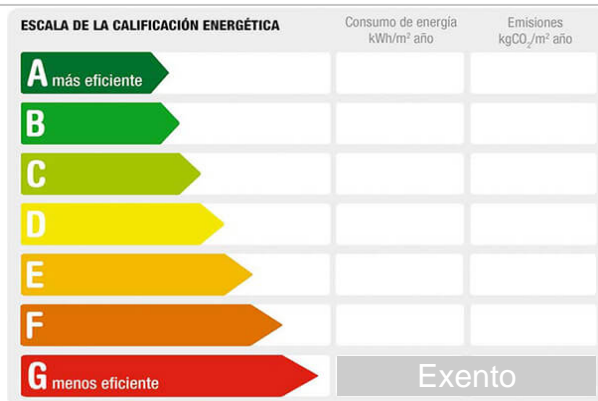 ESCALA DE LA CALIFICACIÓN ENERGÉTICA
Consumo de energía
kWh/m² año
Emisiones
kgCO₂/m² año
A más eficiente
B
C
D
E
F
G menos eficiente
Exento